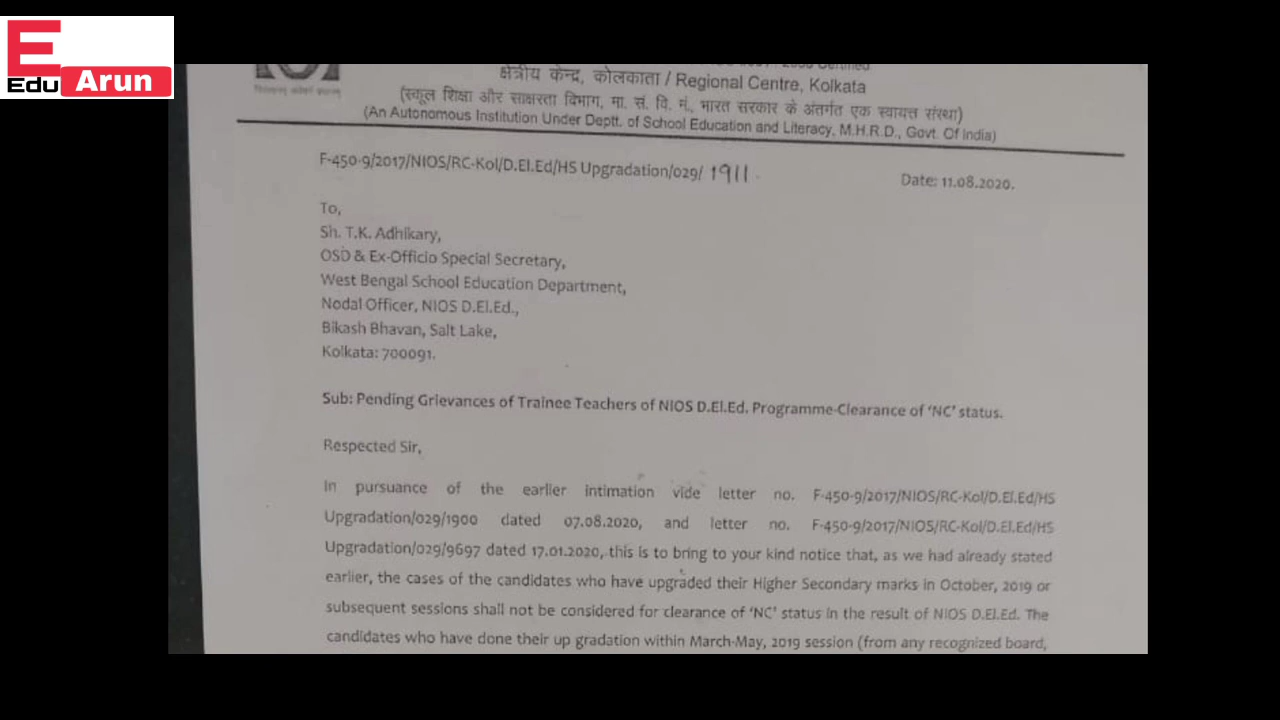 E
Edu Arun
क्षेत्रीय केन्द्र, कोलकाता / Regional Centre, Kolkata
(स्कूल शिक्षा और साक्षरता विभाग, मा. सं. वि. मं., भारत सरकार के अंतर्गत एक स्वायत्त संस्था)
(An Autonomous Institution Under Deptt. of School Education and Literacy, M.H.R.D., Govt. Of India)
F-450-9/2017/NIOS/RC-Kol/D.El.Ed/HS Upgradation/029/ 1911.
Date: 11.08.2020.
To,
Sh. T.K. Adhikary,
OSD & Ex-Officio Special Secretary,
West Bengal School Education Department,
Nodal Officer, NIOS D.El.Ed.,
Bikash Bhavan, Salt Lake,
Kolkata: 700091.
Sub: Pending Grievances of Trainee Teachers of NIOS D.El.Ed. Programme-Clearance of 'NC' status.
Respected Sir,
In pursuance of the earlier intimation vide letter no. F-450-9/2017/NIOS/RC-Kol/D.El.Ed/HS
Upgradation/029/1900 dated 07.08.2020, and letter no. F-450-9/2017/NIOS/RC-Kol/D.El.Ed/HS
Upgradation/029/9697 dated 17.01.2020, this is to bring to your kind notice that, as we had already stated
earlier, the cases of the candidates who have upgraded their Higher Secondary marks in October, 2019 or
subsequent sessions shall not be considered for clearance of 'NC' status in the result of NIOS D.El.Ed. The
candidates who have done their up gradation within March-May, 2019 session (from any recognized board,